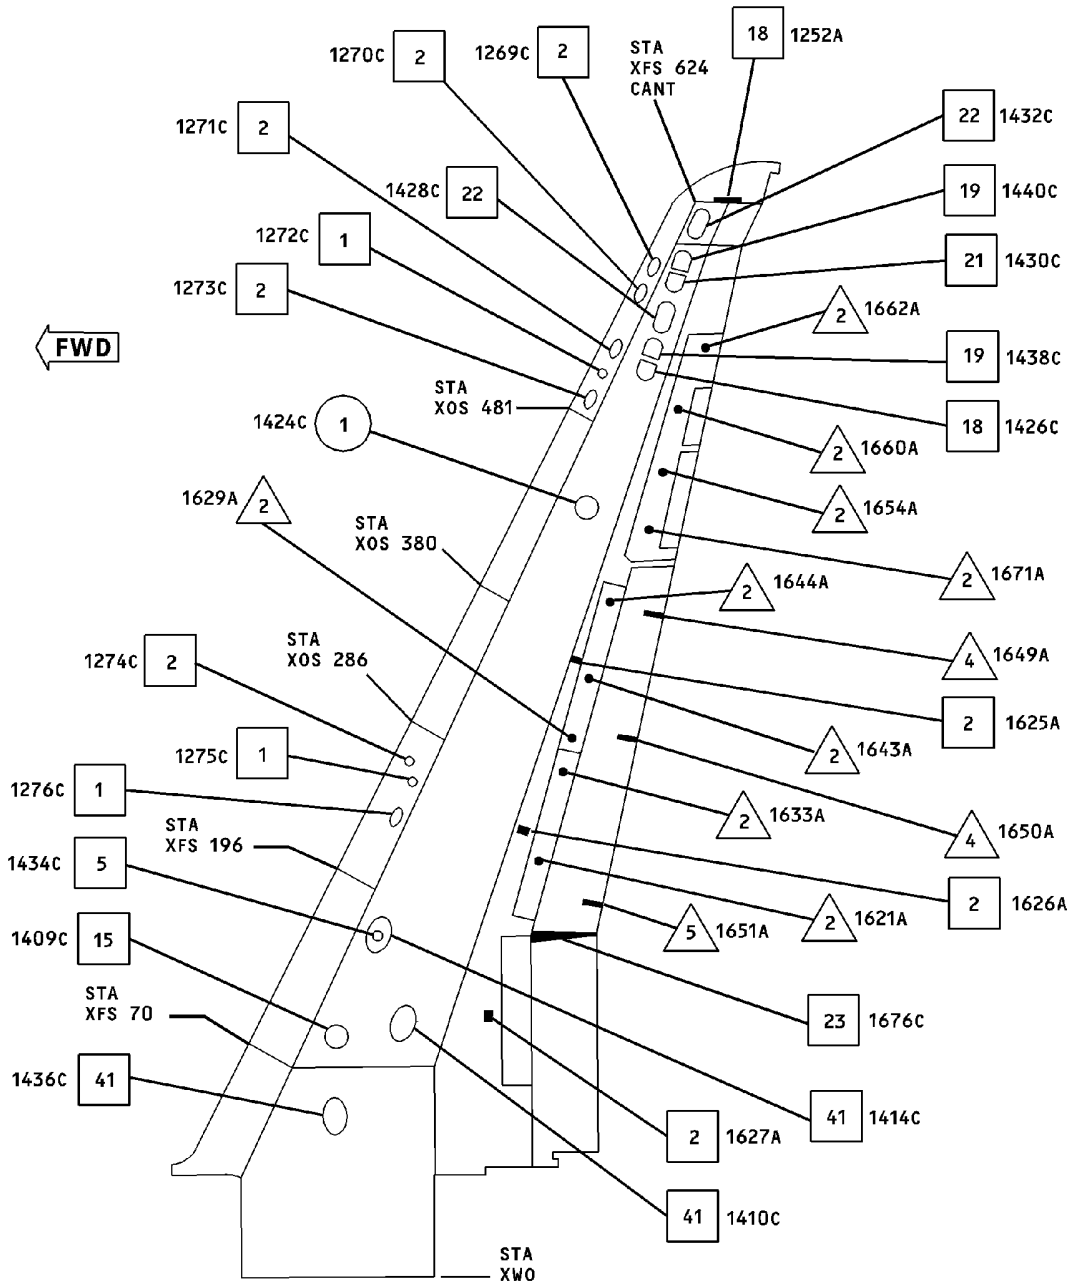 18 1252A
1270C 2
1269C 2
STA
XFS 624
CANT
22 1432C
1271C 2
1428C 22
19 1440C
1272C 1
21 1430C
1273C 2
2 1662A
FWD
19 1438C
STA
XOS 481
1424C 1
18 1426C
2 1660A
1629A 2
2 1654A
STA
XOS 380
2 1671A
2 1644A
STA
XOS 286
1274C 2
4 1649A
2 1625A
1275C 1
2 1643A
1276C 1
2 1633A
STA
XFS 196
4 1650A
1434C 5
2 1626A
2 1621A
5 1651A
1409C 15
STA
XFS 70
23 1676C
1436C 41
41 1414C
2 1627A
41 1410C
STA
XW0